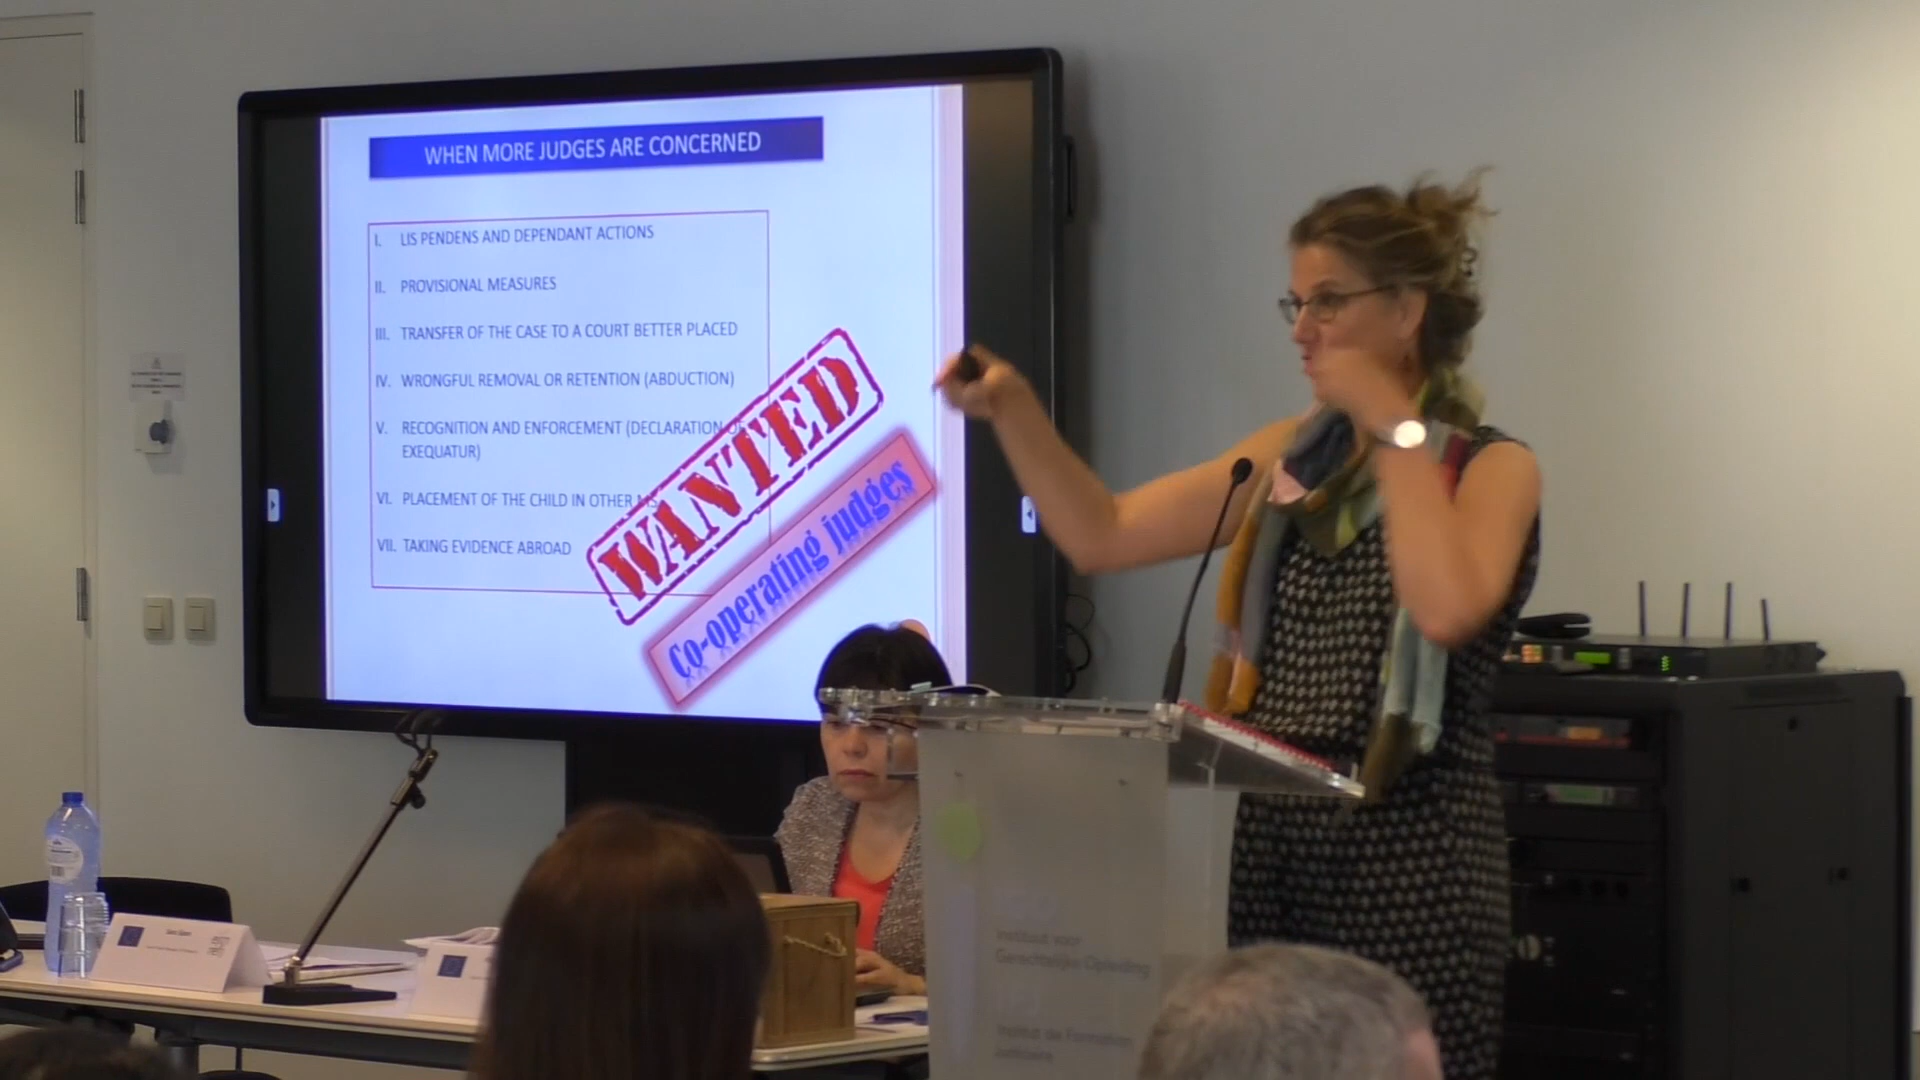 WHEN MORE JUDGES ARE CONCERNED
I. LIS PENDENS AND DEPENDANT ACTIONS
II. PROVISIONAL MEASURES
III. TRANSFER OF THE CASE TO A COURT BETTER PLACED
IV. WRONGFUL REMOVAL OR RETENTION (ABDUCTION)
V. RECOGNITION AND ENFORCEMENT (DECLARATION OF
EXEQUATUR)
VI. PLACEMENT OF THE CHILD IN OTHER MS
VII. TAKING EVIDENCE ABROAD
WANTED
Co-operating judges
Instituut voor
Gerechtelijke Opleiding
Institut de Formation
Judiciaire